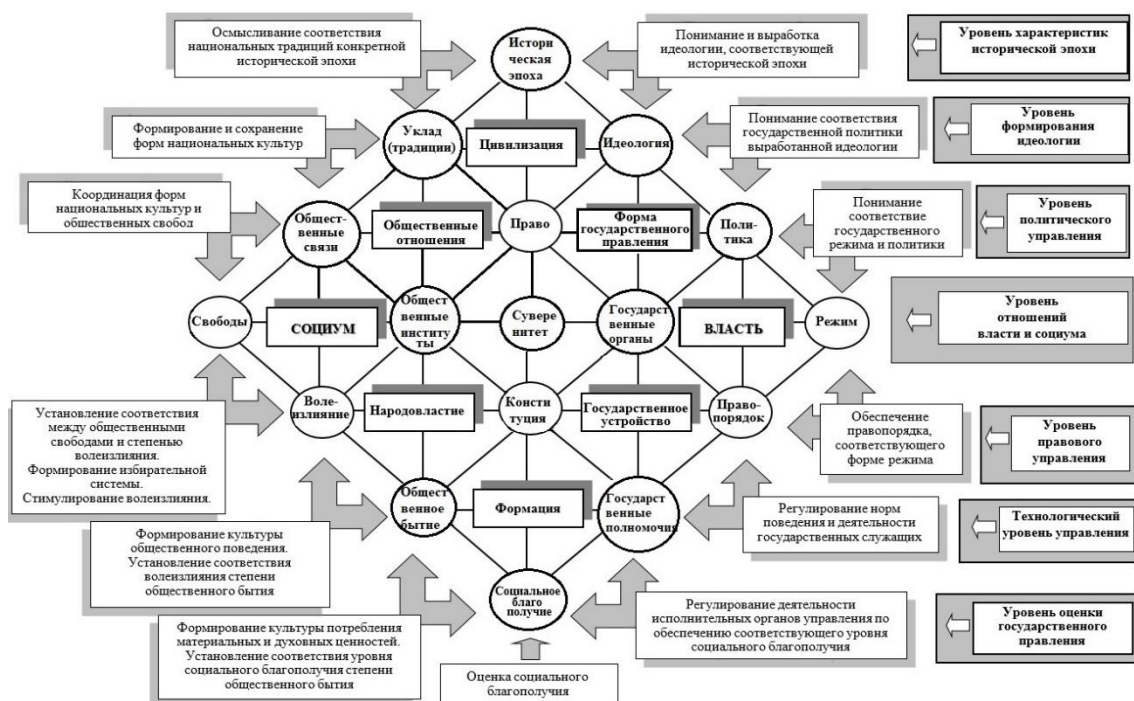 Осмысливание соответствия
национальных традиций конкретной
исторической эпохи
Истори
ческая
эпоха
Понимание и выработка
идеологии, соответствующей
исторической эпохи
Уровень характеристик
исторической эпохи
Формирование и сохранение
форм национальных культур
Уклад
(традиции)
Цивилизация
Идеология
Понимание соответствия
государственной политики
выработанной идеологии
Уровень
формирования
идеологии
Координация форм
национальных культур и
общественных свобод
Общест-
венные
связи
Общественные
отношения
Право
Форма
государственного
правления
Поли-
тика
Понимание
соответствие
государственного
режима и политики
Уровень
политического
управления
Свободы
СОЦИУМ
Общест
венные
институ
ты
Сувере
нитет
Государст
венные
органы
ВЛАСТЬ
Режим
Уровень
отношений
власти и социума
Установление соответствия
между общественными
свободами и степенью
волеизлияния.
Формирование избирательной
системы.
Стимулирование волеизлияния.
Воле-
излияние
Народовластие
Консти
туция
Государственное
устройство
Право-
порядок
Обеспечение
правопорядка,
соответствующего
форме режима
Уровень
правового
управления
Формирование культуры
общественного поведения.
Установление соответствия
волеизлияния степени
общественного бытия
Общест
венное
бытие
Формация
Государст
венные
полномочия
Регулирование норм
поведения и деятельности
государственных служащих
Технологический
уровень управления
Формирование культуры потребления
материальных и духовных ценностей.
Установление соответствия уровня
социального благополучия степени
общественного бытия
Социальное
благо
получие
Оценка социального
благополучия
Регулирование деятельности
исполнительных органов управления по
обеспечению соответствующего уровня
социального благополучия
Уровень оценки
государственного
правления